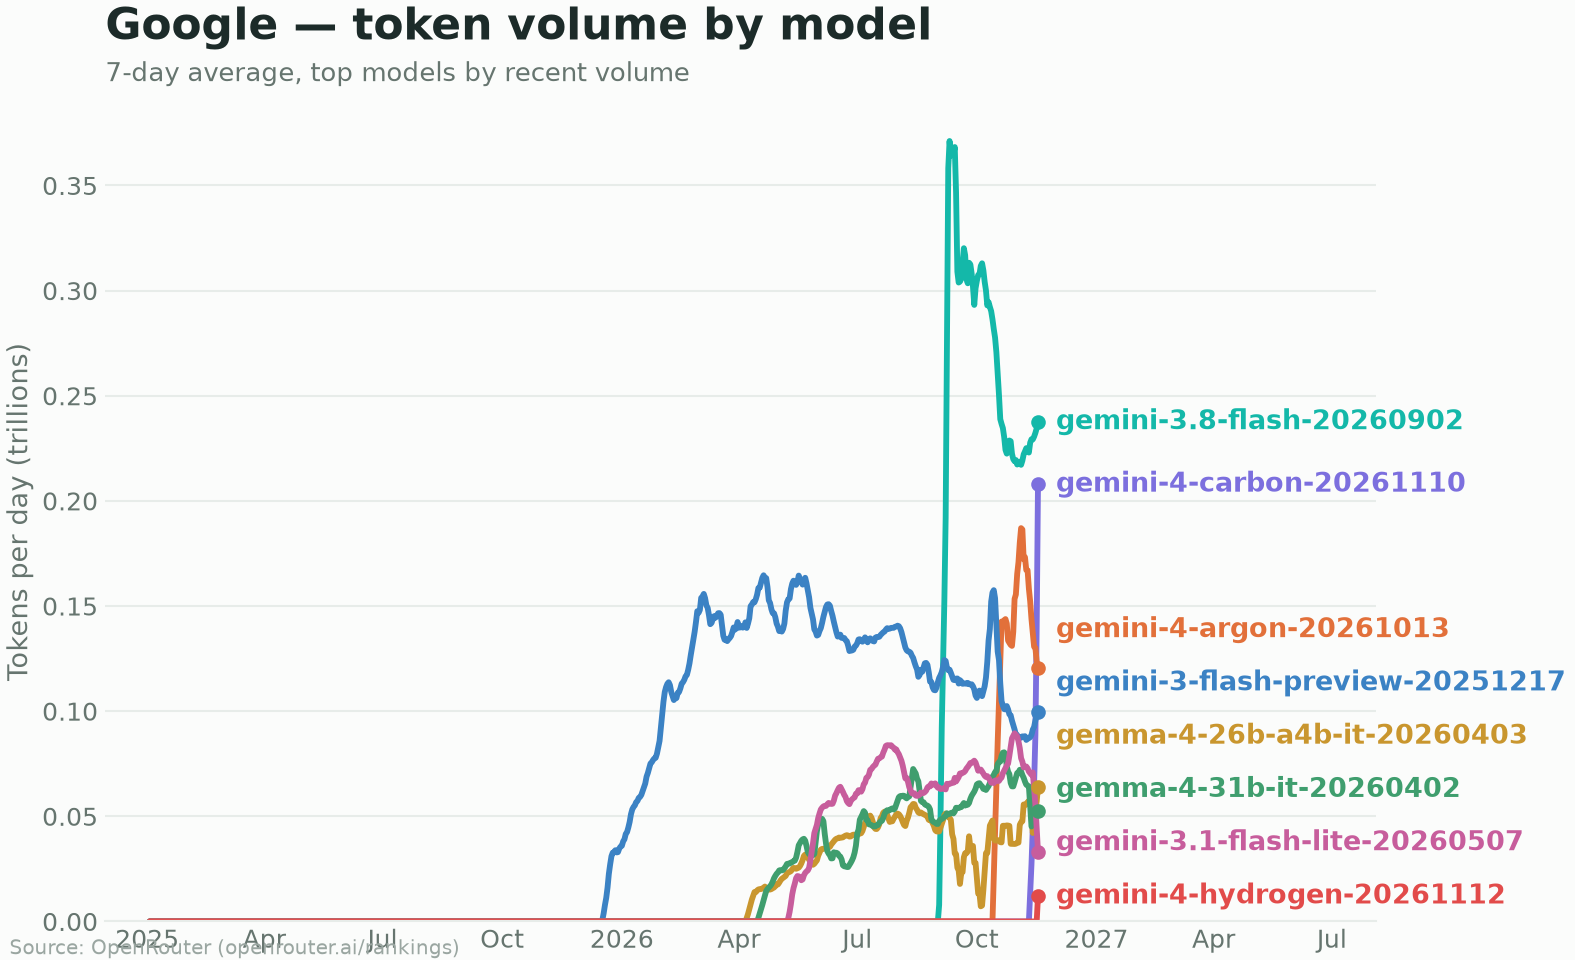 Google — token volume by model
7-day average, top models by recent volume
Tokens per day (trillions)
0.35
0.30
0.25
0.20
0.15
0.10
0.05
0.00
gemini-3.8-flash-20260902
gemini-4-carbon-20261110
gemini-4-argon-20261013
gemini-3-flash-preview-20251217
gemma-4-26b-a4b-it-20260403
gemma-4-31b-it-20260402
gemini-3.1-flash-lite-20260507
gemini-4-hydrogen-20261112
2025 Apr Jul Oct 2026 Apr Jul Oct 2027 Apr Jul
Source: OpenRouter (openrouter.ai/rankings)